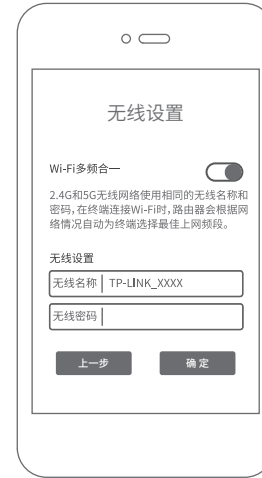 无线设置
Wi-Fi多频合一
2.4G和5G无线网络使用相同的无线名称和
密码,在终端连接Wi-Fi时,路由器会根据网
络情况自动为终端选择最佳上网频段。
无线设置
无线名称 TP-LINK_XXXX
无线密码
上一步 确定